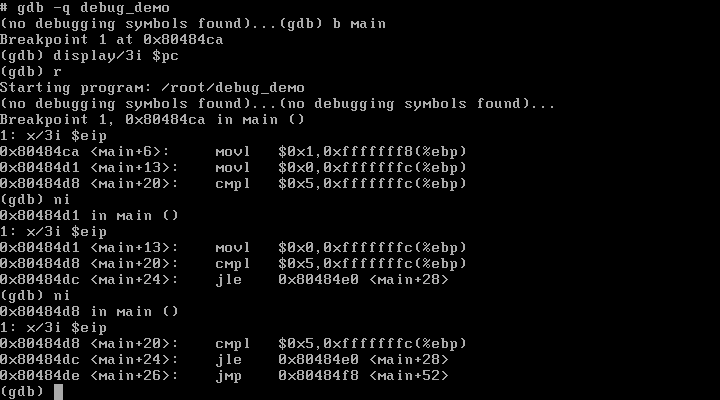 # gdb -q debug_demo
(no debugging symbols found)...(gdb) b main
Breakpoint 1 at 0x80484ca
(gdb) display/3i $pc
(gdb) r
Starting program: /root/debug_demo
(no debugging symbols found)...(no debugging symbols found)...
Breakpoint 1, 0x80484ca in main ()
1: x/3i $eip
0x80484ca <main+6>:     movl   $0x1,0xfffffff8(%ebp)
0x80484d1 <main+13>:    movl   $0x0,0xfffffffc(%ebp)
0x80484d8 <main+20>:    cmpl   $0x5,0xfffffffc(%ebp)
(gdb) ni
0x80484d1 in main ()
1: x/3i $eip
0x80484d1 <main+13>:    movl   $0x0,0xfffffffc(%ebp)
0x80484d8 <main+20>:    cmpl   $0x5,0xfffffffc(%ebp)
0x80484dc <main+24>:    jle    0x80484e0 <main+28>
(gdb) ni
0x80484d8 in main ()
1: x/3i $eip
0x80484d8 <main+20>:    cmpl   $0x5,0xfffffffc(%ebp)
0x80484dc <main+24>:    jle    0x80484e0 <main+28>
0x80484de <main+26>:    jmp    0x80484f8 <main+52>
(gdb)